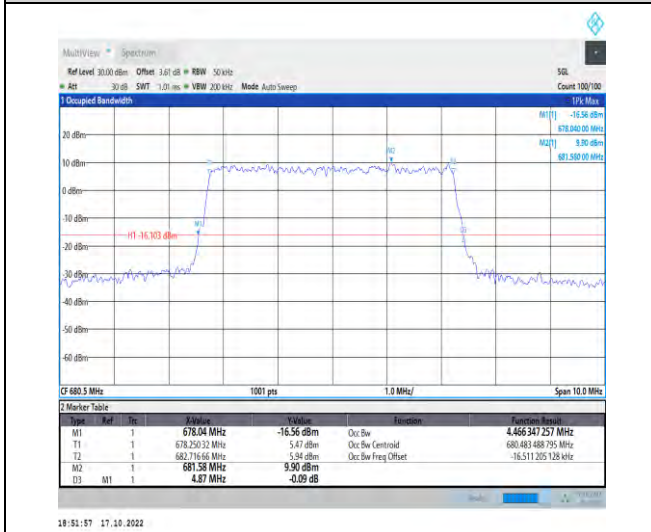 MultiView Spectrum
Ref Level 30.00 dBm Offset 3.61 dB RBW 50 kHz SGL
Att 30 dB SWT 1.01 ms VBW 200 kHz Mode Auto Sweep Count 100/100
1 Occupied Bandwidth 1Pk Max
M1[1] -16.56 dBm
678.040 00 MHz
M2[1] 9.90 dBm
681.580 00 MHz
20 dBm
10 dBm
0 dBm
-10 dBm
H1 -16.103 dBm
-20 dBm
-30 dBm
-40 dBm
-50 dBm
-60 dBm
M2
T1
T2
M1
D3
CF 680.5 MHz 1001 pts 1.0 MHz/ Span 10.0 MHz
2 Marker Table
Type Ref Trc X-Value Y-Value Function Function Result
M1 1 678.04 MHz -16.56 dBm Occ Bw 4.466 347 257 MHz
T1 1 678.250 32 MHz 5.47 dBm Occ Bw Centroid 680.483 488 795 MHz
T2 1 682.716 66 MHz 5.94 dBm Occ Bw Freq Offset -16.511 205 128 kHz
M2 1 681.58 MHz 9.90 dBm
D3 M1 1 4.87 MHz -0.09 dB
18:51:57 17.10.2022